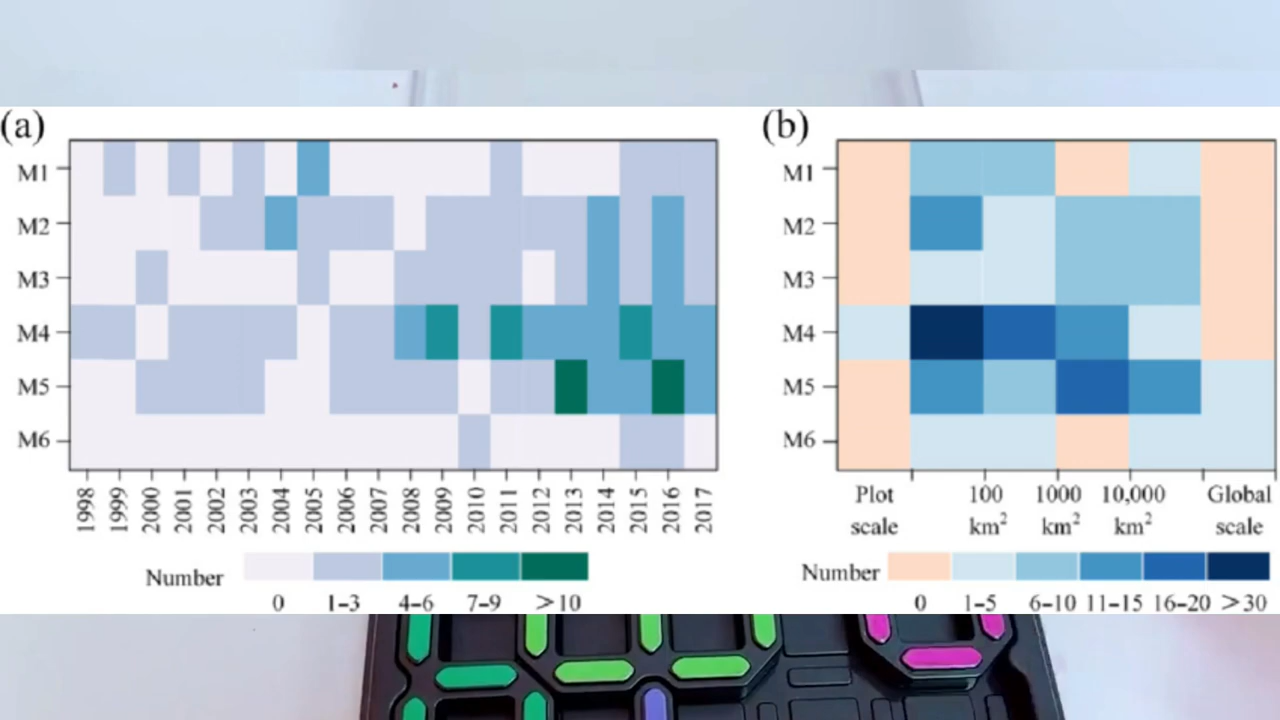 (a)
M1
M2
M3
M4
M5
M6
1998 1999 2000 2001 2002 2003 2004 2005 2006 2007 2008 2009 2010 2011 2012 2013 2014 2015 2016 2017
Number
0 1–3 4–6 7–9 >10
(b)
M1
M2
M3
M4
M5
M6
Plot 100 1000 10,000 Global
scale km² km² km² scale
Number
0 1–5 6–10 11–15 16–20 >30